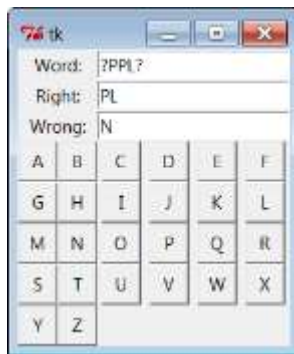 tk
Word: ?PPL?
Right: PL
Wrong: N
A B C D E F
G H I J K L
M N O P Q R
S T U V W X
Y Z